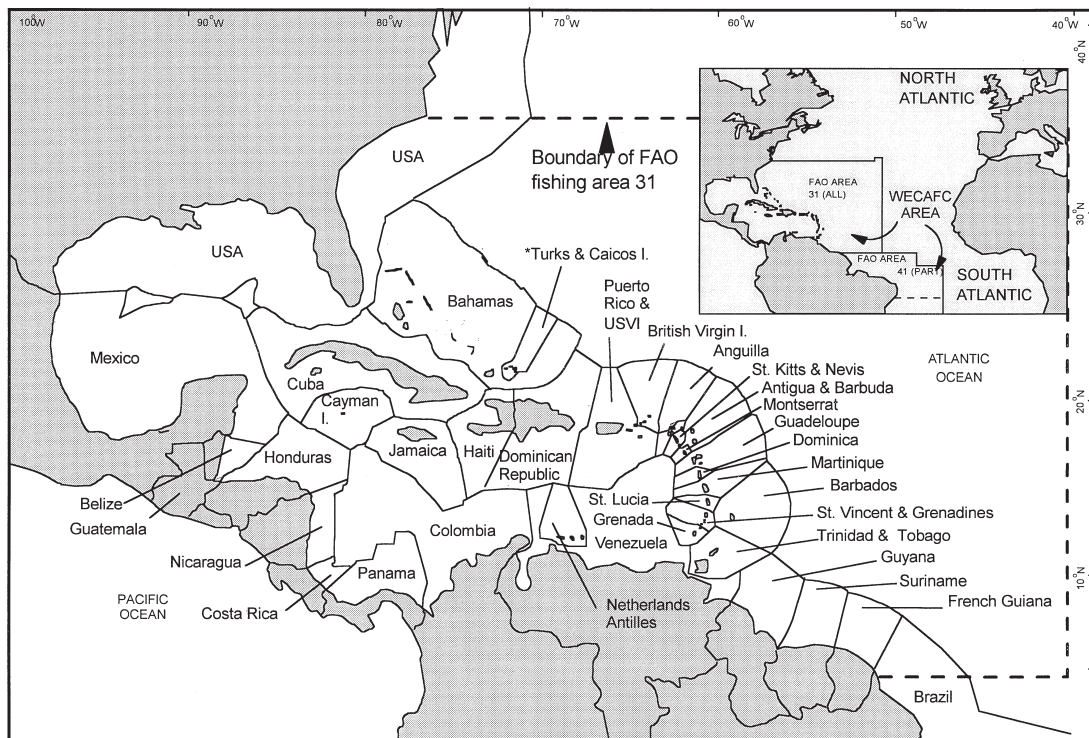 100°W
90°W
80°W
70°W
60°W
50°W
40°W
40°N
30°N
20°N
10°N
NORTH
ATLANTIC
FAO AREA
31 (ALL)
WECAFC
AREA
FAO AREA
41 (PART)
SOUTH
ATLANTIC
USA
Boundary of FAO
fishing area 31
USA
*Turks & Caicos I.
Bahamas
Puerto
Rico &
USVI
British Virgin I.
Anguilla
St. Kitts & Nevis
Antigua & Barbuda
Montserrat
Guadeloupe
Dominica
Martinique
Barbados
St. Vincent & Grenadines
Trinidad & Tobago
Guyana
Suriname
French Guiana
Brazil
ATLANTIC
OCEAN
Mexico
Cuba
Cayman
I.
Jamaica
Haiti
Dominican
Republic
Honduras
Belize
Guatemala
Nicaragua
Costa Rica
Panama
Colombia
St. Lucia
Grenada
Venezuela
Netherlands
Antilles
PACIFIC
OCEAN